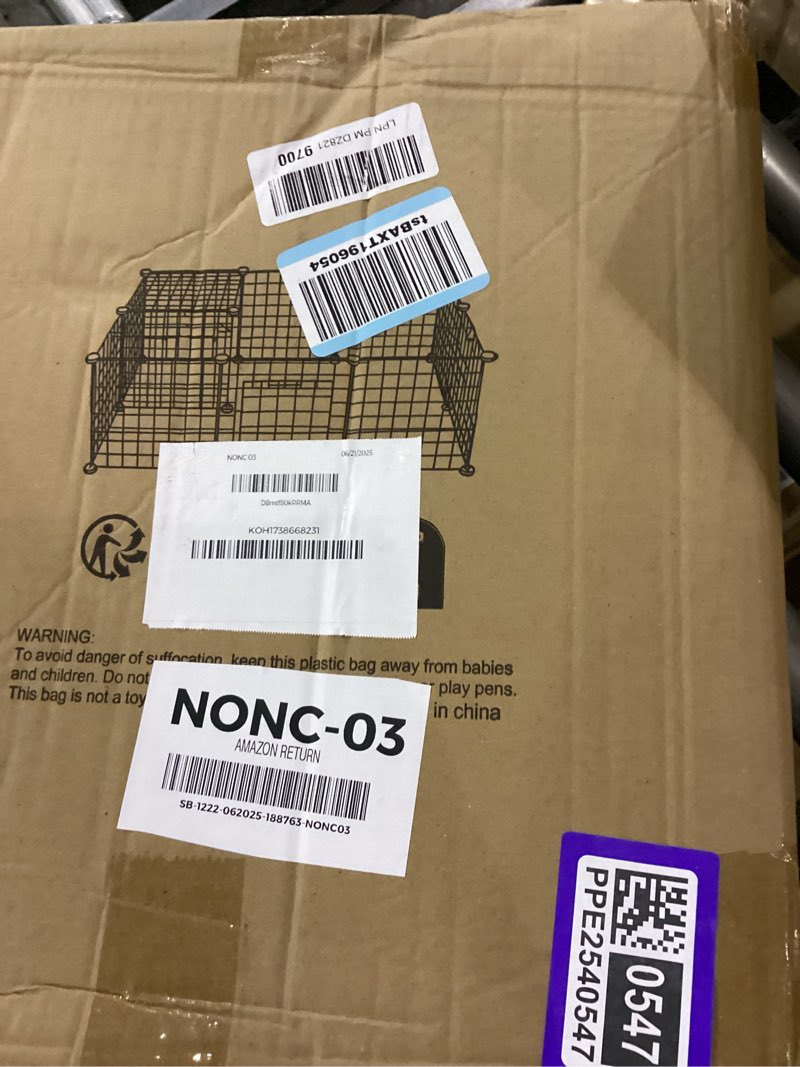 LPN PM DZ821 9700
tsBAXT196054
NONC 03
06/21/2025
KOH1738668231
WARNING:
To avoid danger of suffocation, keep this plastic bag away from babies
and children. Do not
r play pens.
This bag is not a toy
in china
NONC-03
AMAZON RETURN
SB-1222-062025-188763-NONC03
PPE2540547
0547